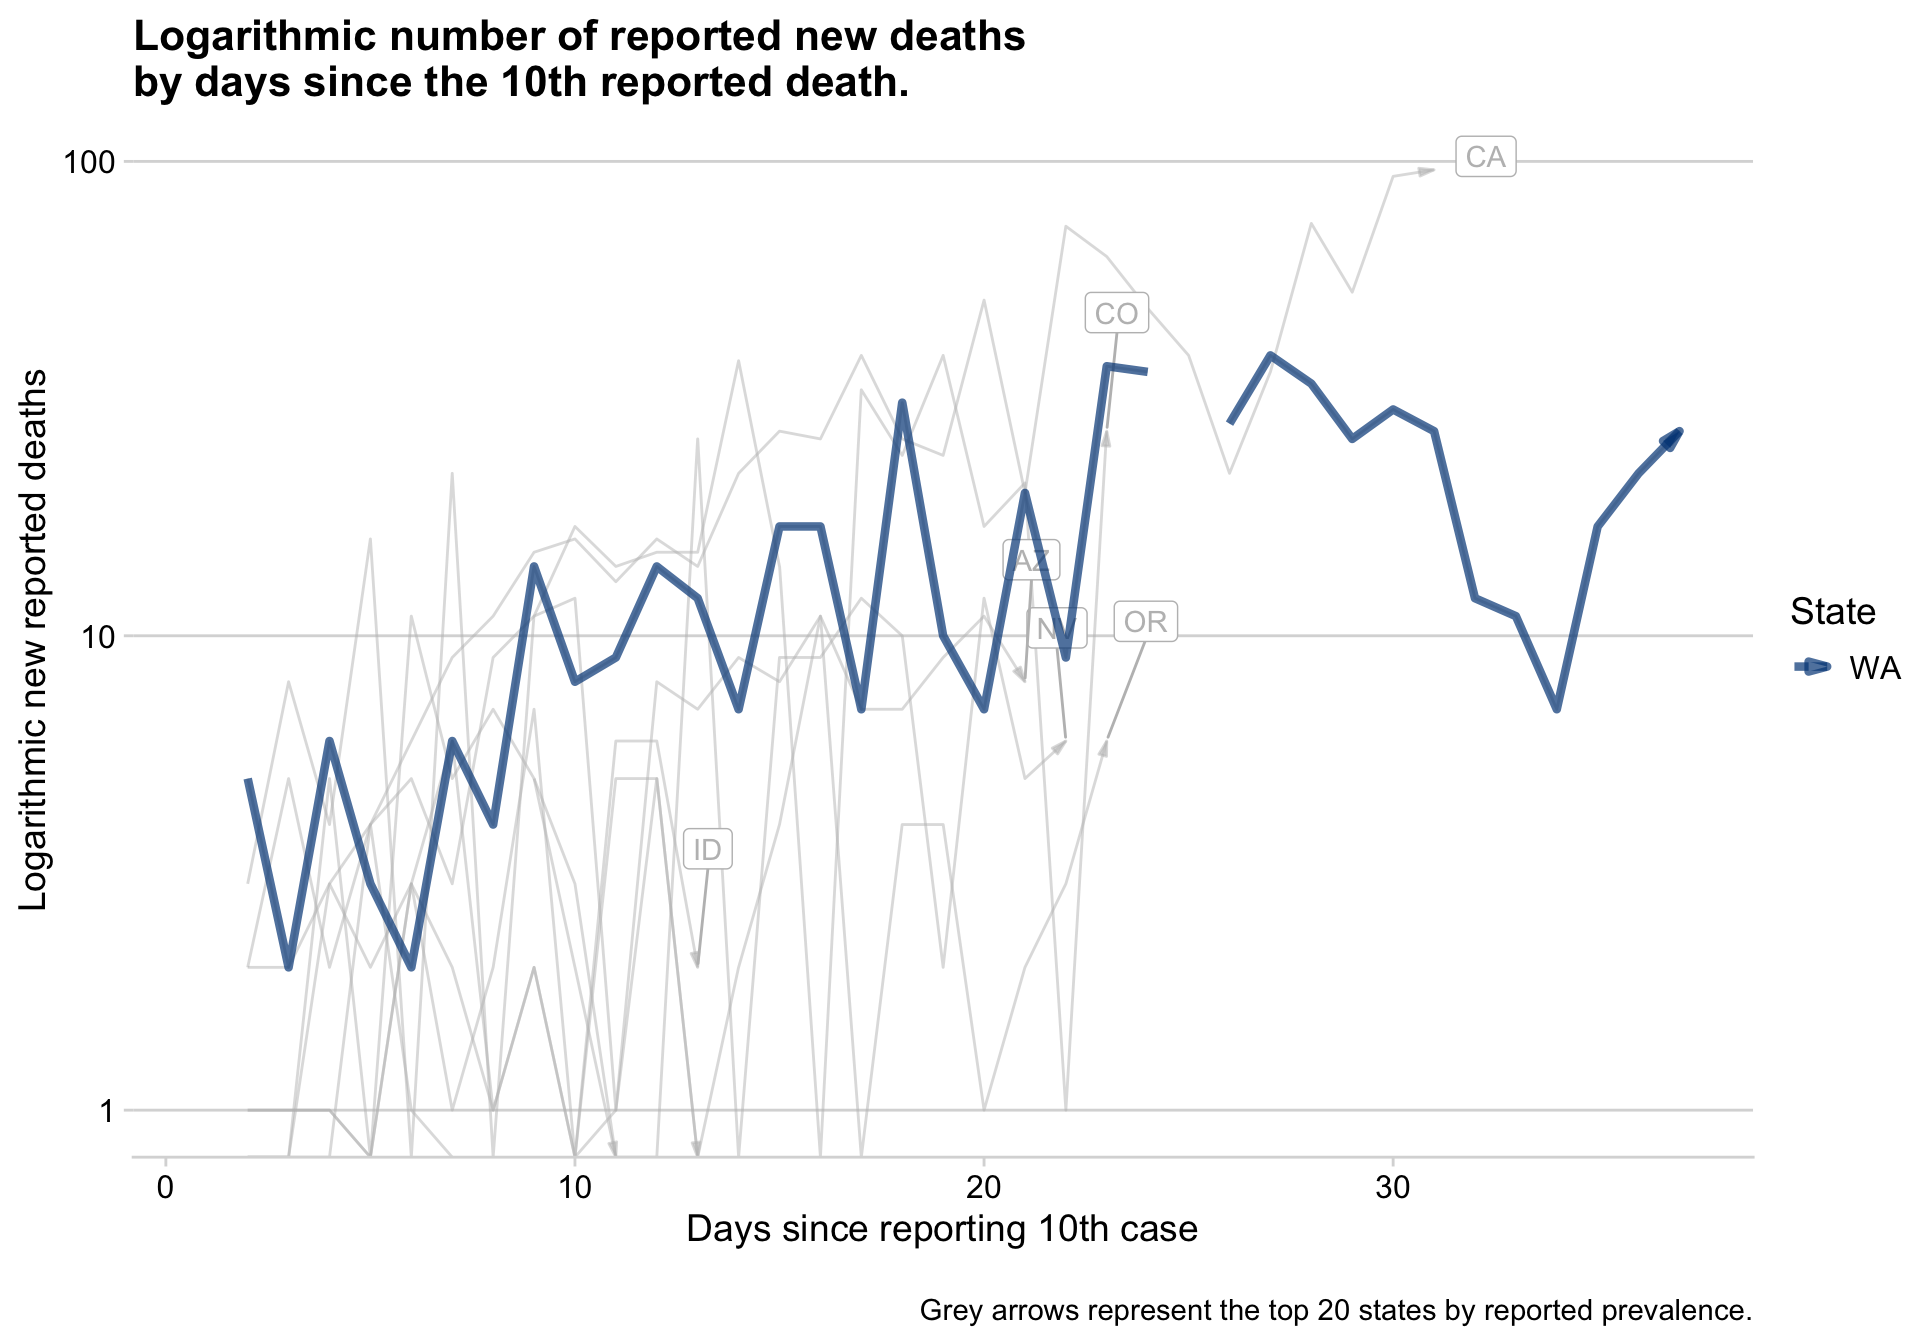 Logarithmic number of reported new deaths
by days since the 10th reported death.
100
CA
CO
Logarithmic new reported deaths
AZ
10
OR
State
WA
ID
1
0 10 20 30
Days since reporting 10th case
Grey arrows represent the top 20 states by reported prevalence.